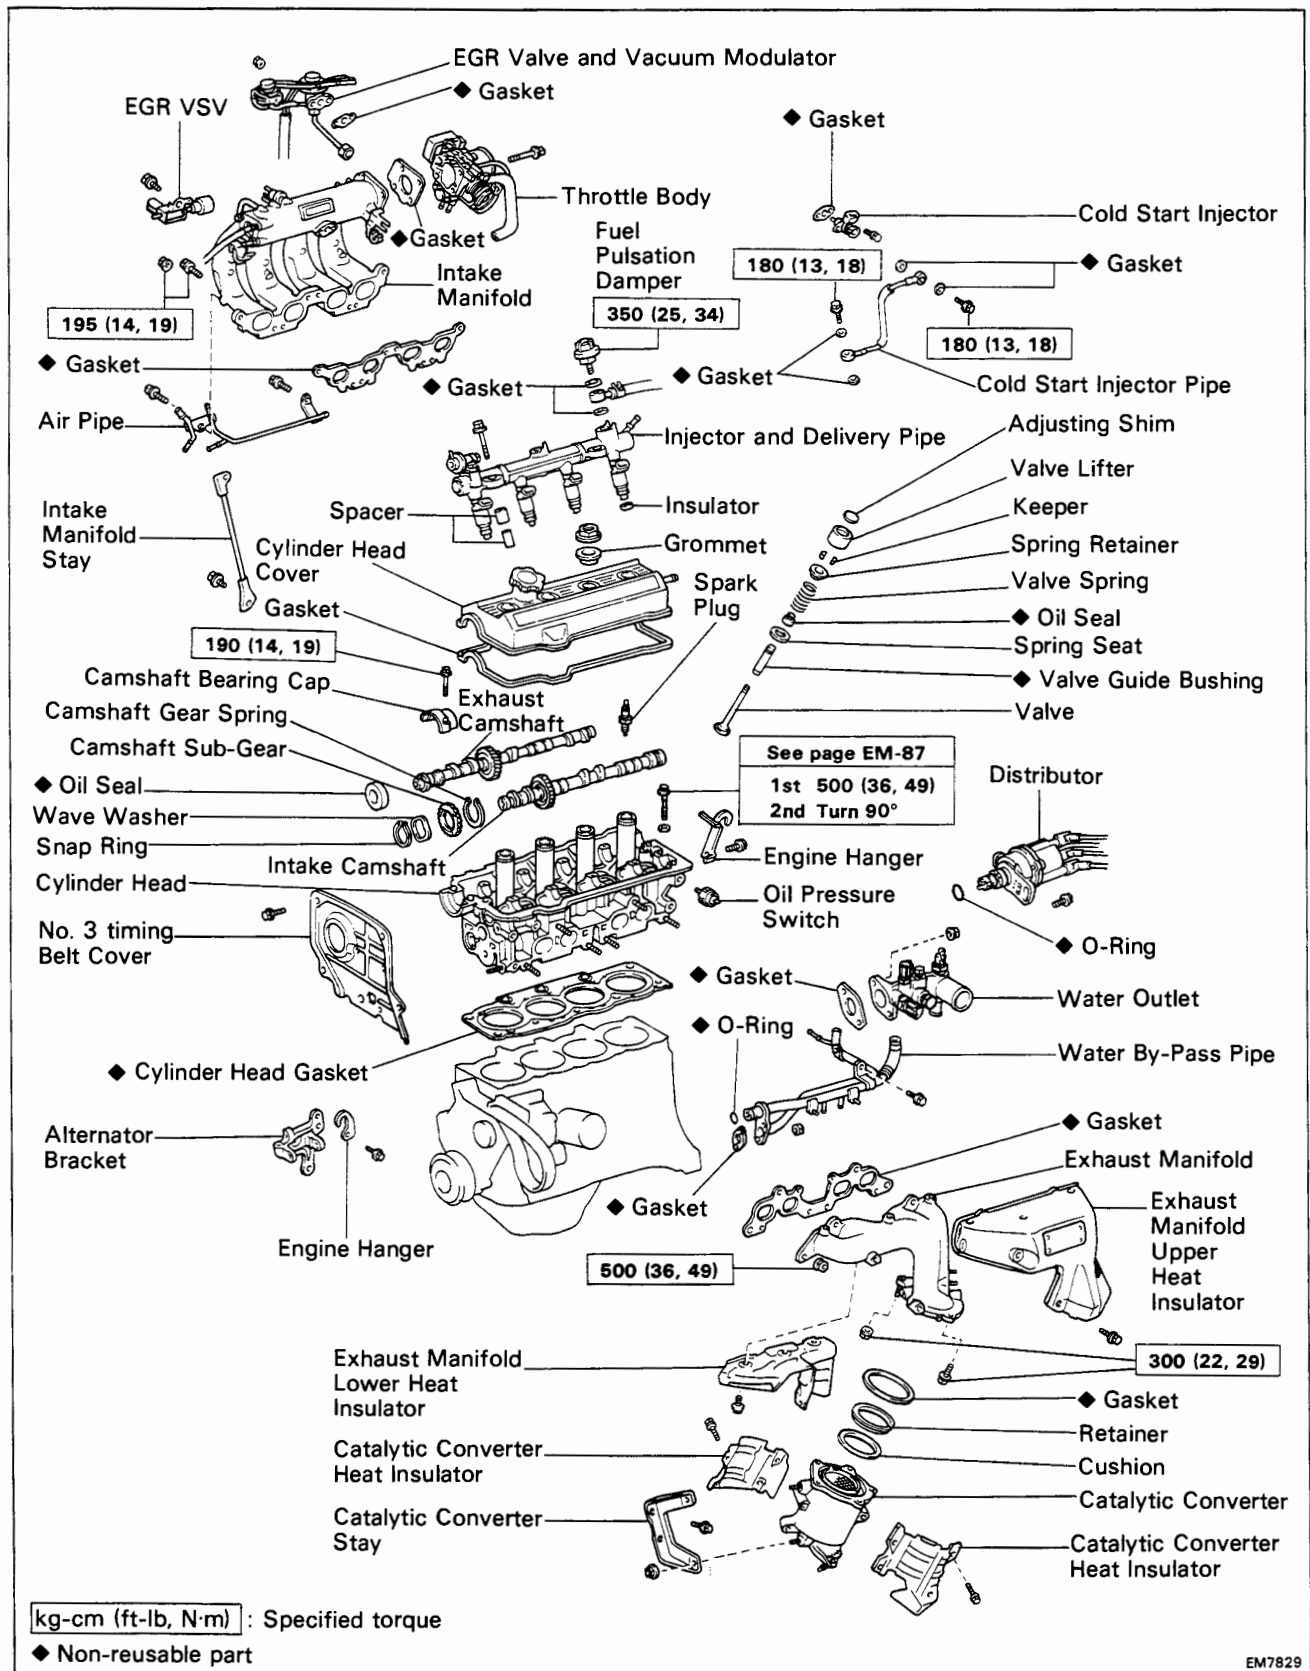 EGR Valve and Vacuum Modulator
◆ Gasket
EGR VSV
◆ Gasket
Throttle Body
Cold Start Injector
◆Gasket
Fuel
Pulsation
Damper
180 (13, 18)
◆ Gasket
Intake
Manifold
350 (25, 34)
195 (14, 19)
180 (13, 18)
◆ Gasket
◆ Gasket
◆ Gasket
Cold Start Injector Pipe
Air Pipe
Injector and Delivery Pipe
Adjusting Shim
Valve Lifter
Intake
Manifold
Stay
Spacer
Insulator
Keeper
Cylinder Head
Cover
Grommet
Spring Retainer
Gasket
Spark
Plug
Valve Spring
◆ Oil Seal
190 (14, 19)
Spring Seat
Camshaft Bearing Cap
◆ Valve Guide Bushing
Exhaust
Camshaft
Camshaft Gear Spring
Valve
Camshaft Sub-Gear
See page EM-87
1st 500 (36, 49)
2nd Turn 90°
◆ Oil Seal
Distributor
Wave Washer
Snap Ring
Intake Camshaft
Engine Hanger
Cylinder Head
Oil Pressure
Switch
No. 3 timing
Belt Cover
◆ O-Ring
◆ Gasket
Water Outlet
◆ O-Ring
Water By-Pass Pipe
◆ Cylinder Head Gasket
Alternator
Bracket
◆ Gasket
Exhaust Manifold
◆ Gasket
Exhaust
Manifold
Upper
Heat
Insulator
Engine Hanger
500 (36, 49)
Exhaust Manifold
Lower Heat
Insulator
300 (22, 29)
◆ Gasket
Retainer
Catalytic Converter
Heat Insulator
Cushion
Catalytic Converter
Catalytic Converter
Stay
Catalytic Converter
Heat Insulator
kg-cm (ft-lb, N·m) : Specified torque
◆ Non-reusable part
EM7829